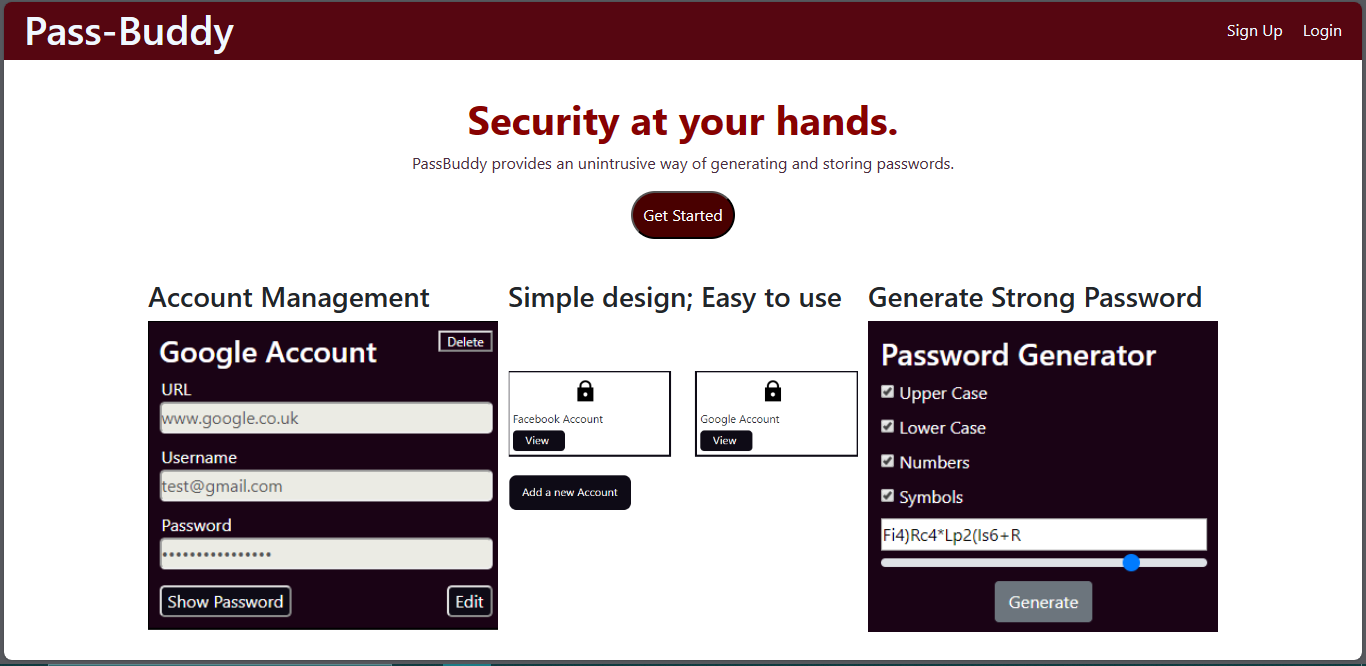 Pass-Buddy
Sign Up
Login
Security at your hands.
PassBuddy provides an unintrusive way of generating and storing passwords.
Get Started
Account Management
Google Account
Delete
URL
www.google.co.uk
Username
test@gmail.com
Password
••••••••••••••••
Show Password
Edit
Simple design; Easy to use
Facebook Account
View
Google Account
View
Add a new Account
Generate Strong Password
Password Generator
Upper Case
Lower Case
Numbers
Symbols
Fi4)Rc4*Lp2(Is6+R
Generate